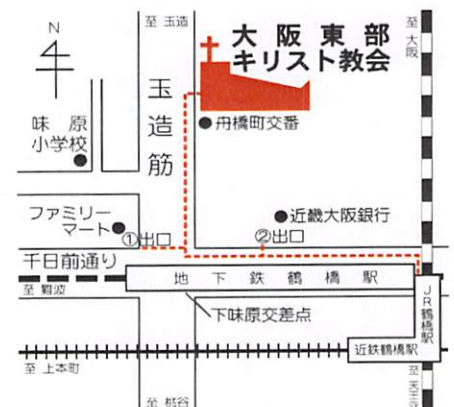 N
至 玉造
至 大阪
大阪東部
キリスト教会
玉造筋
味原
小学校
舟橋町交番
ファミリー
マート
①出口
近畿大阪銀行
②出口
千日前通り
至 難波
地下鉄鶴橋駅
JR鶴橋駅
下味原交差点
近鉄鶴橋駅
至 上本町
至 桃谷
至 天王寺